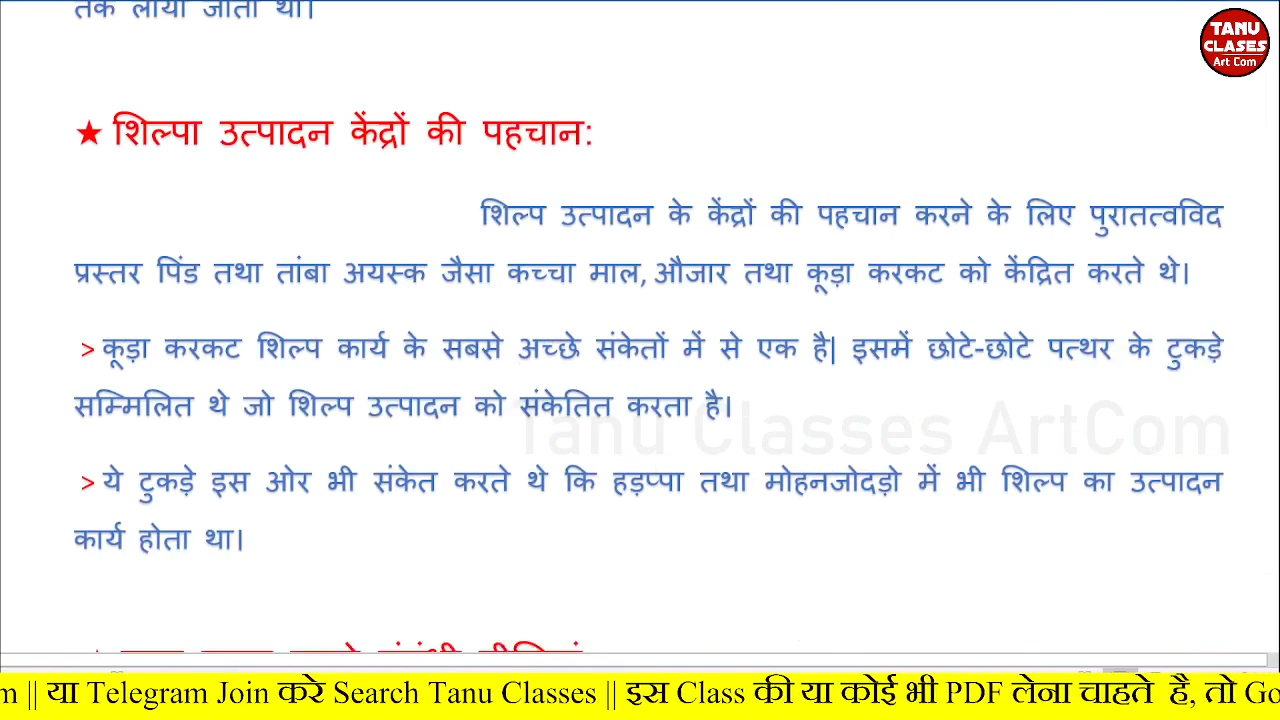 तक लाया जाता था।
TANU
CLASES
Art Com
★ शिल्पा उत्पादन केंद्रों की पहचान:
शिल्प उत्पादन के केंद्रों की पहचान करने के लिए पुरातत्वविद
प्रस्तर पिंड तथा तांबा अयस्क जैसा कच्चा माल, औजार तथा कूड़ा करकट को केंद्रित करते थे।
> कूड़ा करकट शिल्प कार्य के सबसे अच्छे संकेतों में से एक है| इसमें छोटे-छोटे पत्थर के टुकड़े
सम्मिलित थे जो शिल्प उत्पादन को संकेतित करता है।
Tanu Classes ArtCom
> ये टुकड़े इस ओर भी संकेत करते थे कि हड़प्पा तथा मोहनजोदड़ो में भी शिल्प का उत्पादन
कार्य होता था।
m || या Telegram Join करे Search Tanu Classes || इस Class की या कोई भी PDF लेना चाहते है, तो Go